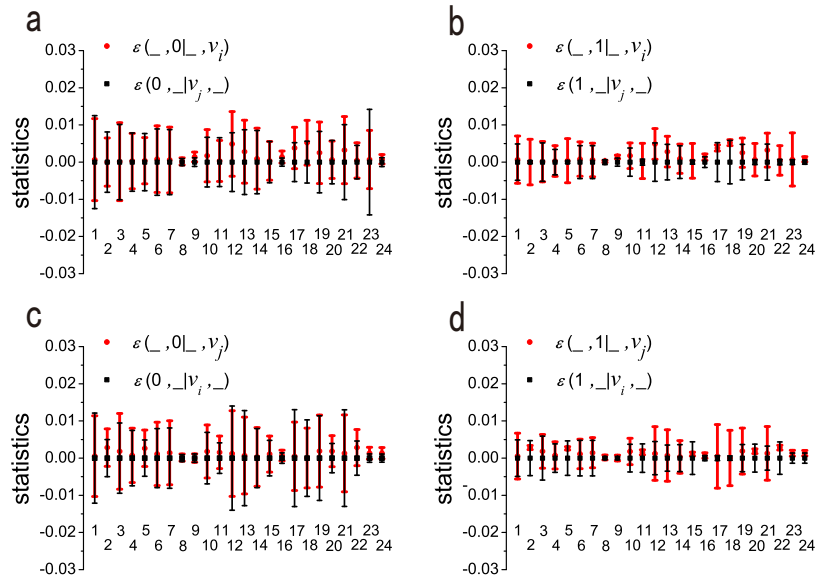 a
0.03
0.02
0.01
0.00
-0.01
-0.02
-0.03
statistics
ε(_ ,0|_ ,v_i)
ε(0 ,_|v_j ,_)
1 3 5 7 9 11 13 15 17 19 21 23
2 4 6 8 10 12 14 16 18 20 22 24
b
0.03
0.02
0.01
0.00
-0.01
-0.02
-0.03
statistics
ε(_ ,1|_ ,v_i)
ε(1 ,_|v_j ,_)
1 3 5 7 9 11 13 15 17 19 21 23
2 4 6 8 10 12 14 16 18 20 22 24
c
0.03
0.02
0.01
0.00
-0.01
-0.02
-0.03
statistics
ε(_ ,0|_ ,v_j)
ε(0 ,_|v_i ,_)
1 3 5 7 9 11 13 15 17 19 21 23
2 4 6 8 10 12 14 16 18 20 22 24
d
0.03
0.02
0.01
0.00
-0.01
-0.02
-0.03
statistics
ε(_ ,1|_ ,v_j)
ε(1 ,_|v_i ,_)
1 3 5 7 9 11 13 15 17 19 21 23
2 4 6 8 10 12 14 16 18 20 22 24